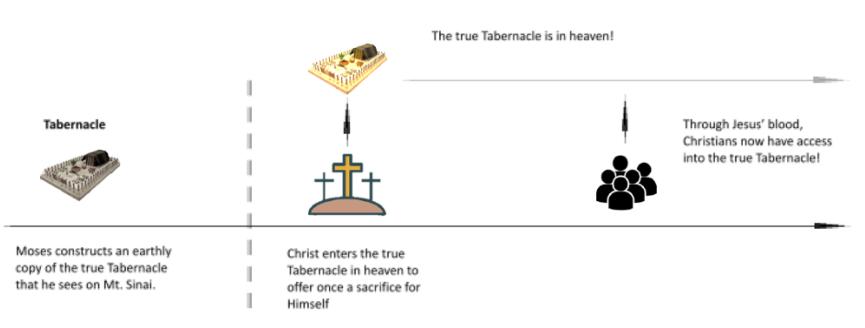 The true Tabernacle is in heaven!
Tabernacle
Through Jesus' blood,
Christians now have access
into the true Tabernacle!
Moses constructs an earthly
copy of the true Tabernacle
that he sees on Mt. Sinai.
Christ enters the true
Tabernacle in heaven to
offer once a sacrifice for
Himself